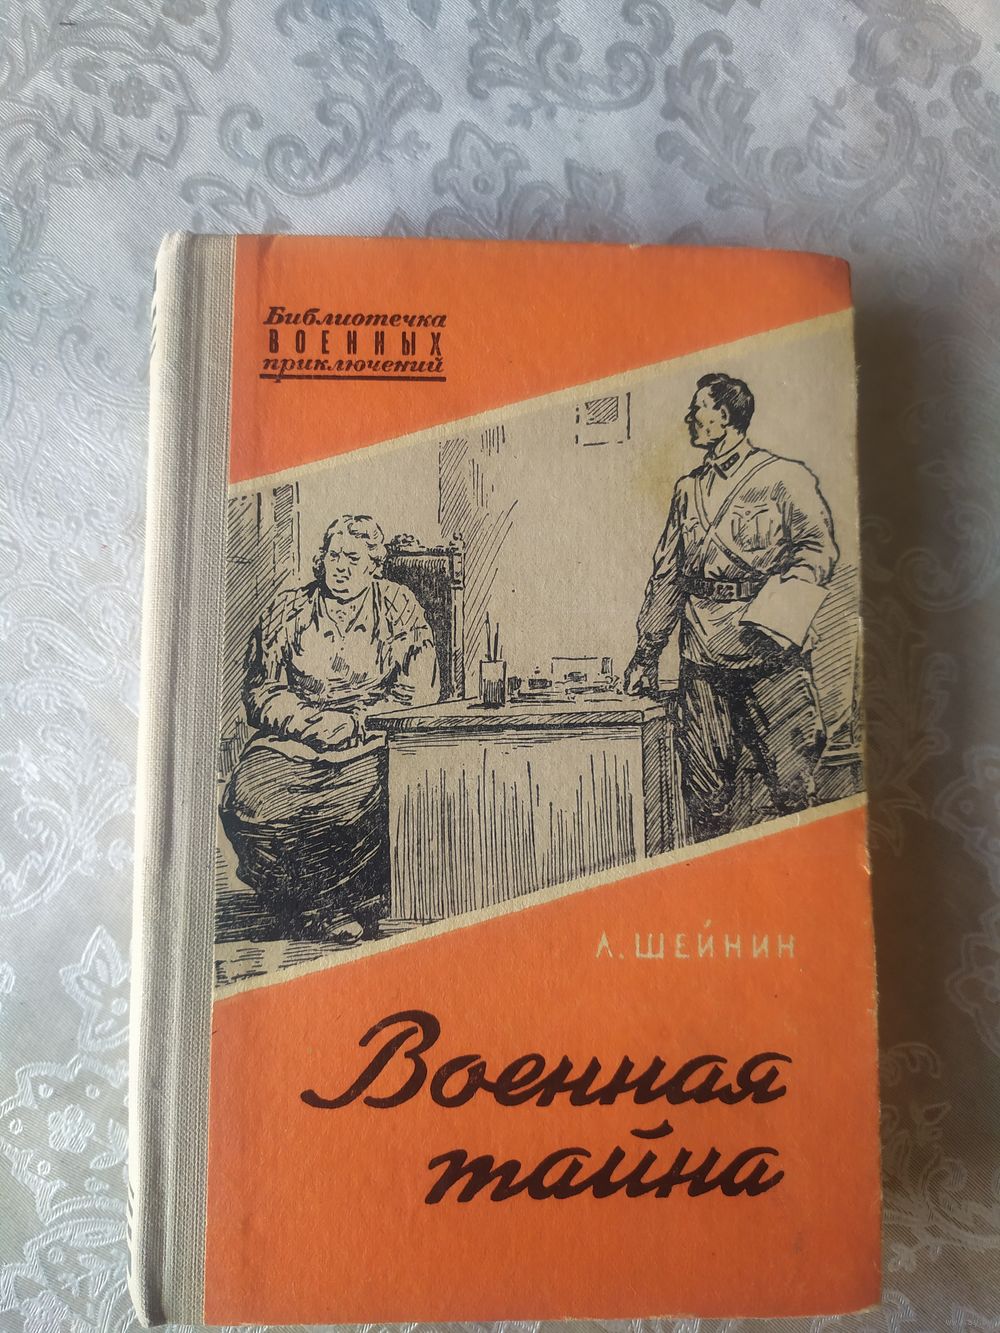 Библиотечка
ВОЕННЫХ
приключений
Л. ШЕЙНИН
Военная
тайна